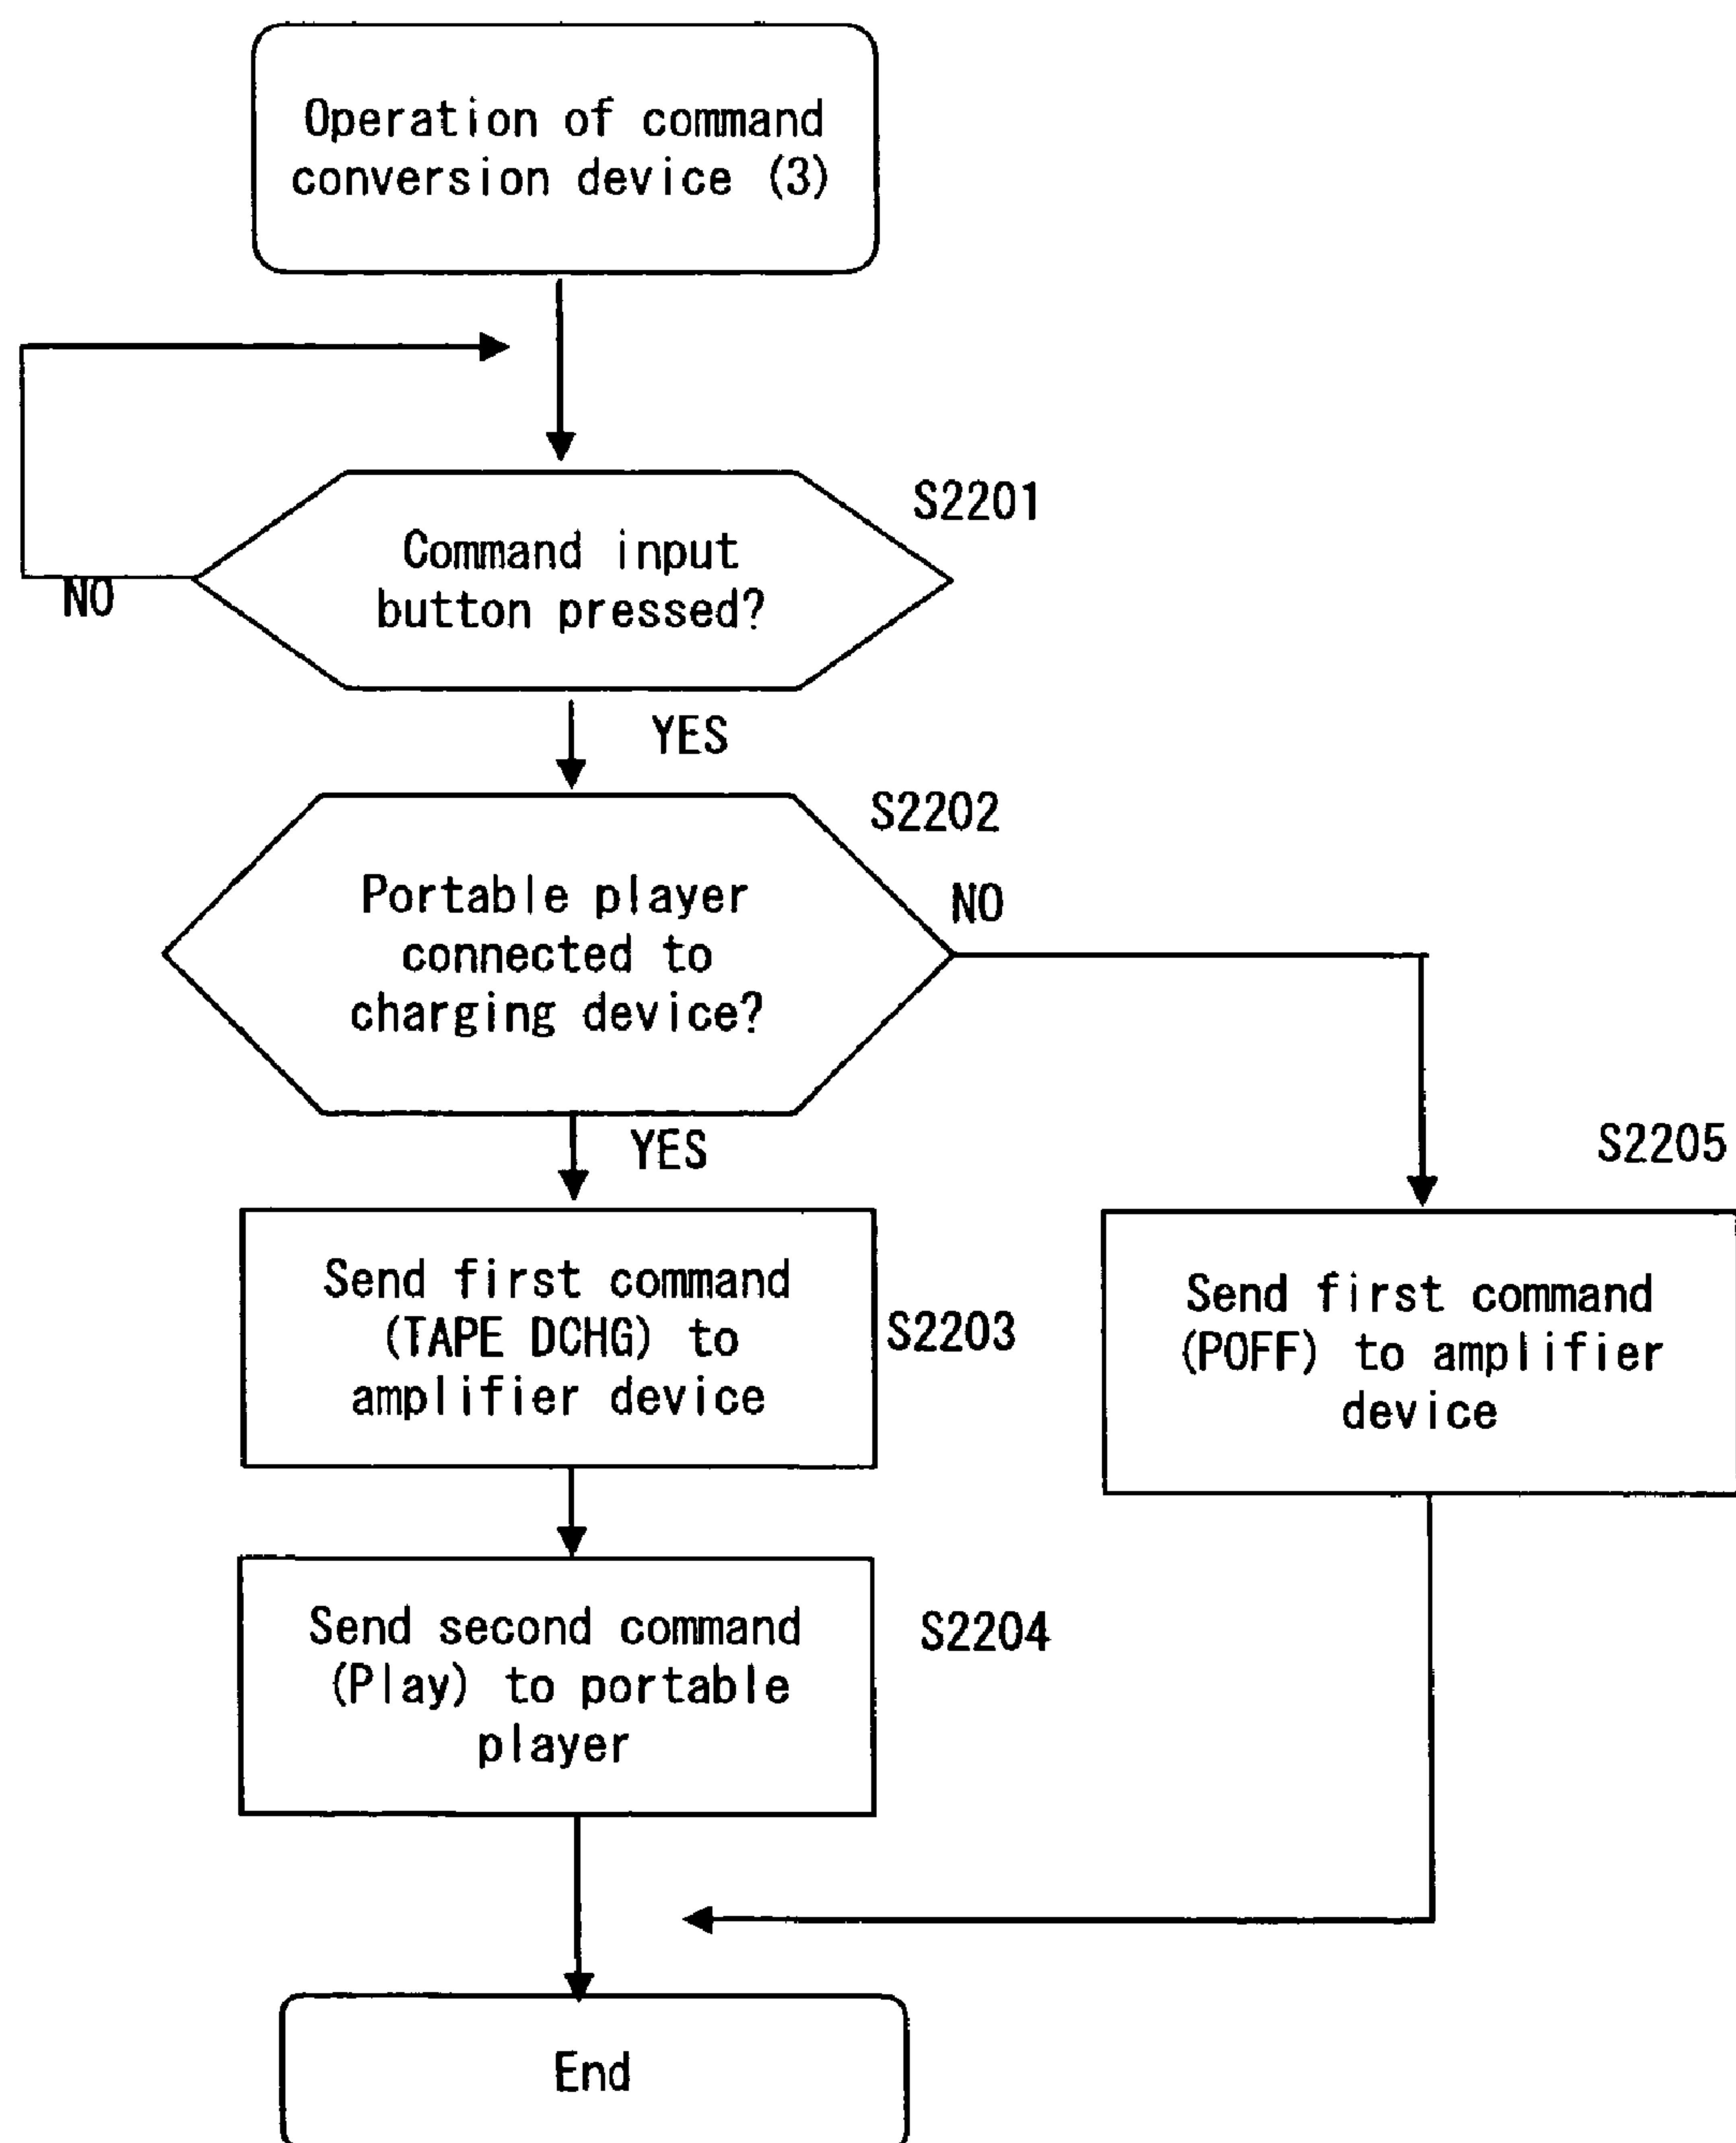 Operation of command
conversion device (3)
S2201
Command input
button pressed?
NO
YES
S2202
Portable player
connected to
charging device?
NO
YES
S2205
Send first command
(TAPE DCHG) to
amplifier device
S2203
Send first command
(POFF) to amplifier
device
Send second command
(Play) to portable
player
S2204
End